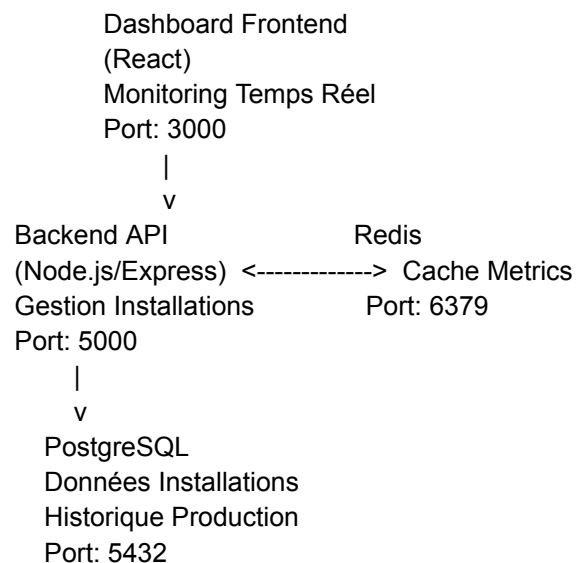 Dashboard Frontend
(React)
Monitoring Temps Réel
Port: 3000
|
v
Backend API Redis
(Node.js/Express) <-------------> Cache Metrics
Gestion Installations Port: 6379
Port: 5000
|
v
PostgreSQL
Données Installations
Historique Production
Port: 5432